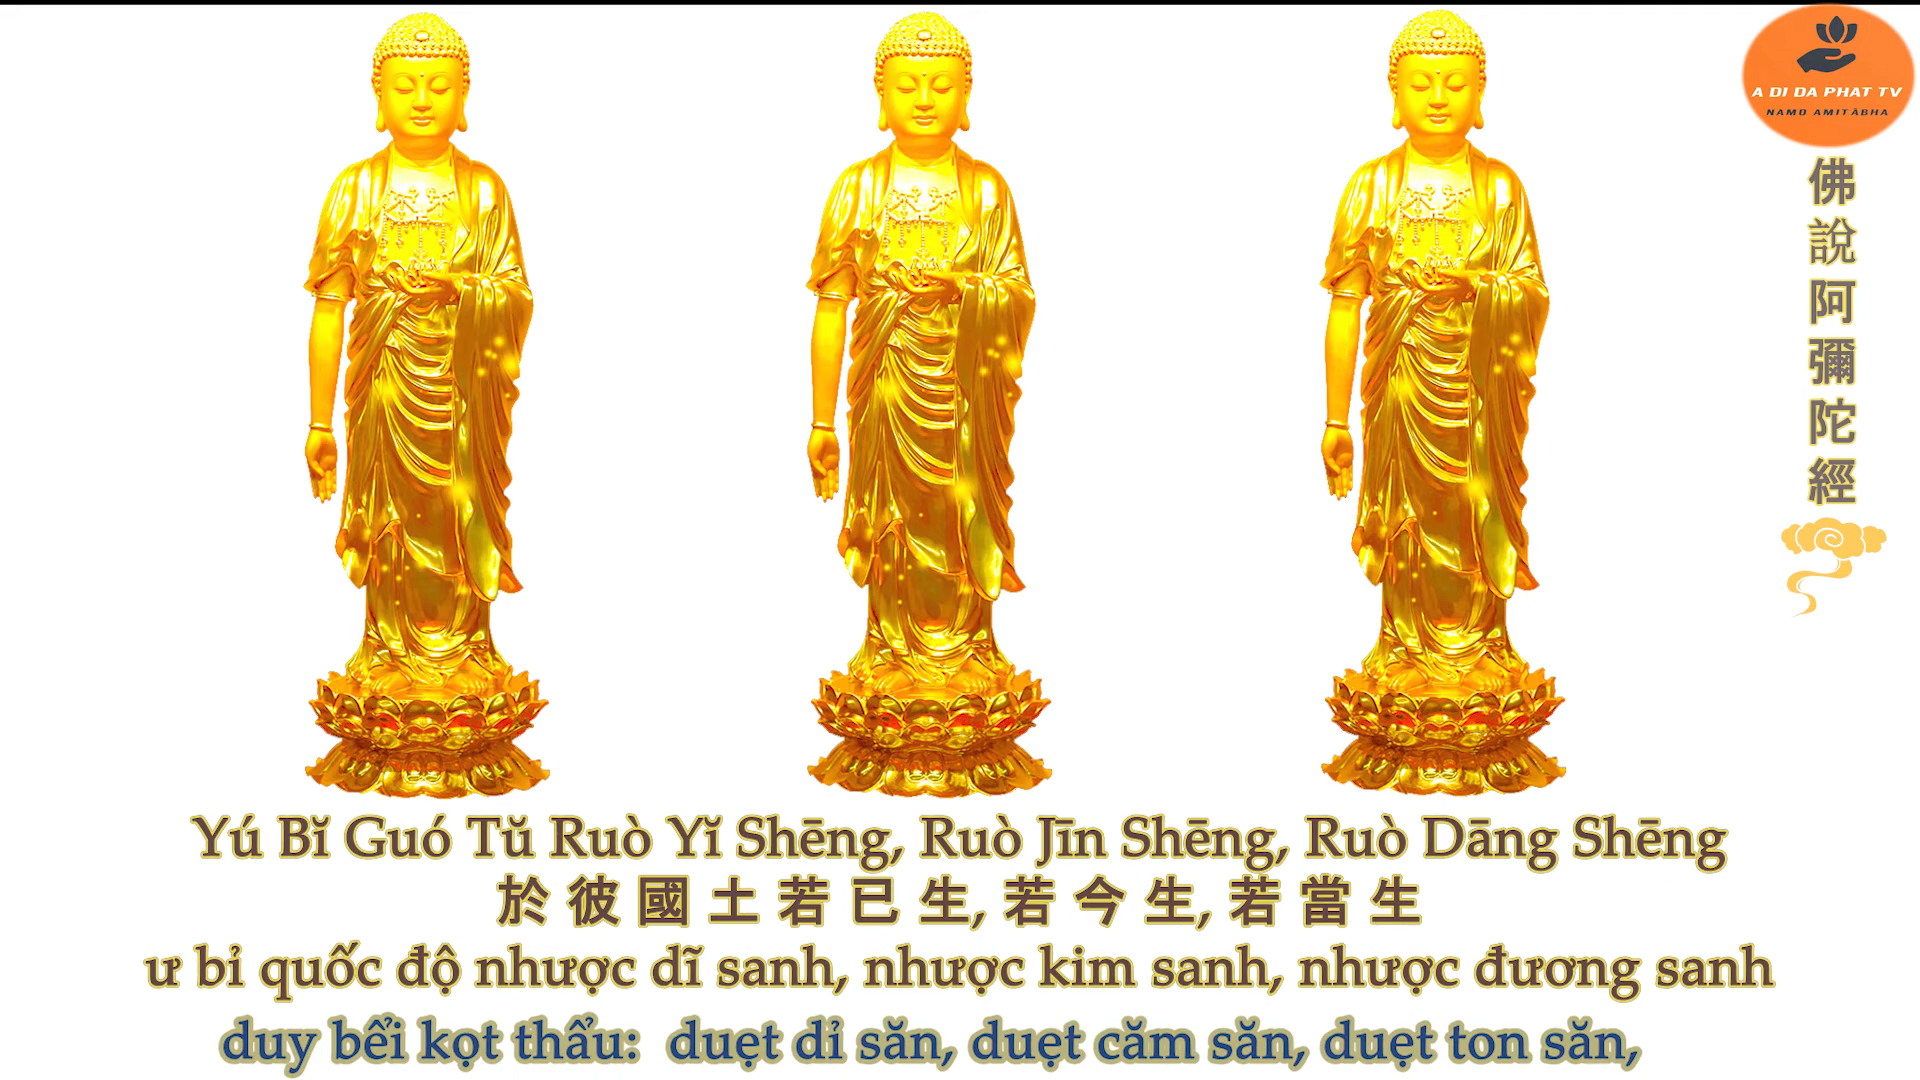 A DI DA PHAT TV
NAMO AMITÀBHA
佛說阿彌陀經
Yú Bǐ Guó Tǔ Ruò Yǐ Shēng, Ruò Jīn Shēng, Ruò Dāng Shēng
於 彼 國 土 若 已 生, 若 今 生, 若 當 生
ư bỉ quốc độ nhược dĩ sanh, nhược kim sanh, nhược đương sanh
duy bểi kọt thẩu: duẹt dỉ săn, duẹt căm săn, duẹt ton săn,